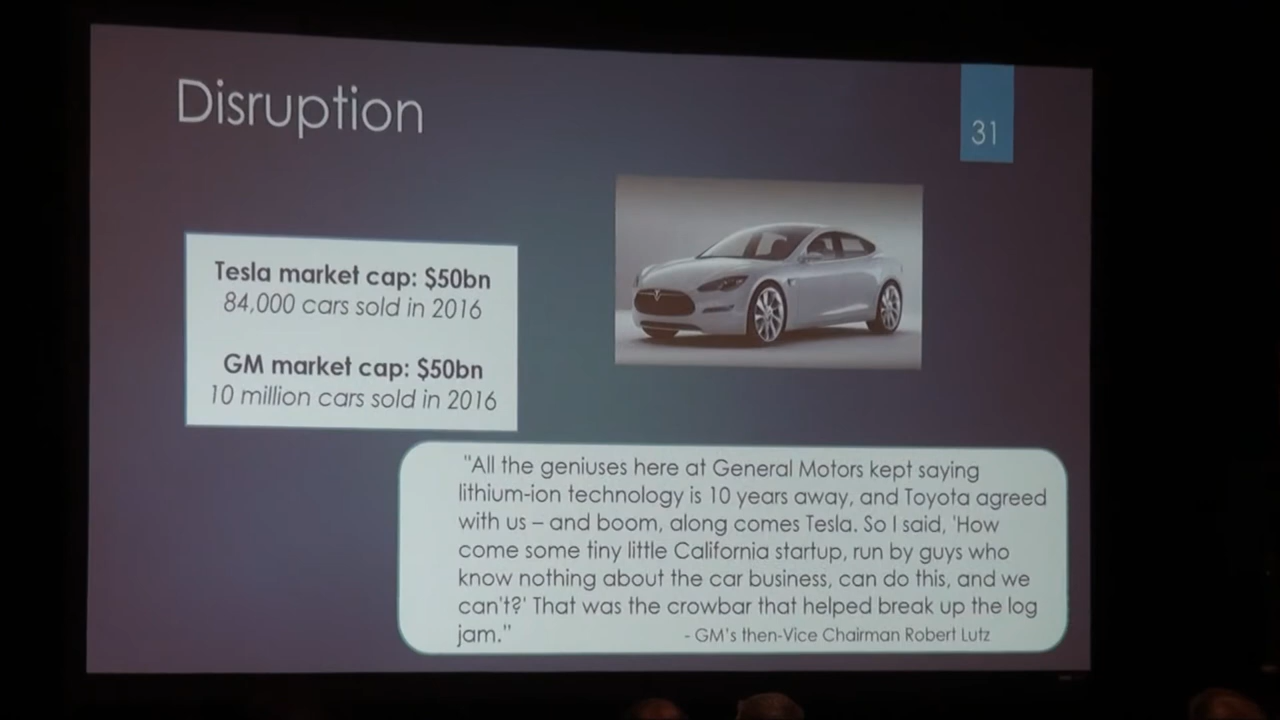 Disruption
31
Tesla market cap: $50bn
84,000 cars sold in 2016
GM market cap: $50bn
10 million cars sold in 2016
"All the geniuses here at General Motors kept saying
lithium-ion technology is 10 years away, and Toyota agreed
with us – and boom, along comes Tesla. So I said, 'How
come some tiny little California startup, run by guys who
know nothing about the car business, can do this, and we
can't?' That was the crowbar that helped break up the log
jam."
- GM's then-Vice Chairman Robert Lutz